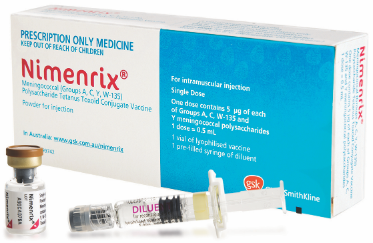 PRESCRIPTION ONLY MEDICINE
KEEP OUT OF REACH OF CHILDREN
Nimenrix®
Meningococcal (Groups A, C, Y, W-135)
Polysaccharide Tetanus Toxoid Conjugate Vaccine
Powder for injection
In Australia: www.gsk.com.au/nimenrix
For intramuscular injection
Single Dose
One dose contains 5 µg of each
of Groups A, C, W-135 and
Y meningococcal polysaccharides
1 dose = 0.5 mL
1 vial of lyophilised vaccine
1 pre-filled syringe of diluent
gsk
SmithKline
Nimenrix®
Nimenrix
DILUE